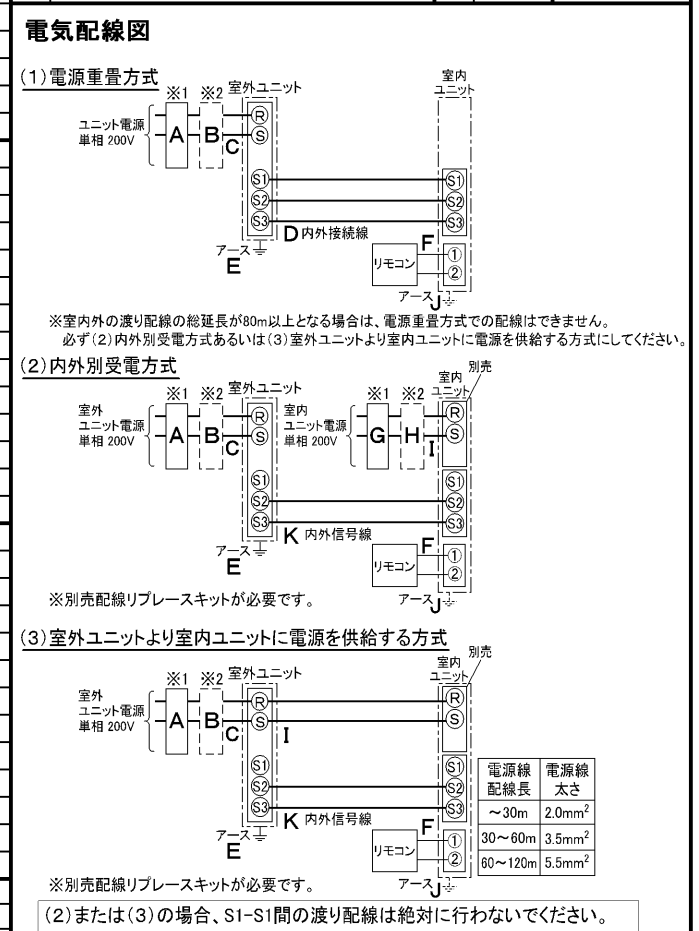 電気配線図
(1)電源重畳方式
※1 ※2 室外ユニット
室内
ユニット
ユニット電源
単相 200V
A B C
R
S
S1 S1
S2 S2
S3 S3
D 内外接続線
アース
E
F
リモコン
①
②
アース J
※室内外の渡り配線の総延長が80m以上となる場合は、電源重畳方式での配線はできません。
必ず(2)内外別受電方式あるいは(3)室外ユニットより室内ユニットに電源を供給する方式にしてください。
(2)内外別受電方式
※1 ※2 室外ユニット
※1 ※2
室内
ユニット
別売
室外
ユニット電源
単相 200V
A B C
R
S
室内
ユニット電源
単相 200V
G H I
R
S
S1 S1
S2 S2
S3 S3
K 内外信号線
アース
E
F
リモコン
①
②
アース J
※別売配線リプレースキットが必要です。
(3)室外ユニットより室内ユニットに電源を供給する方式
※1 ※2 室外ユニット
室内
ユニット
別売
室外
ユニット電源
単相 200V
A B C
R R
S S
I
S1 S1
S2 S2
S3 S3
K 内外信号線
アース
E
F
リモコン
①
②
アース J
電源線 電源線
配線長 太さ
～30m 2.0mm²
30～60m 3.5mm²
60～120m 5.5mm²
※別売配線リプレースキットが必要です。
(2)または(3)の場合、S1-S1間の渡り配線は絶対に行わないでください。